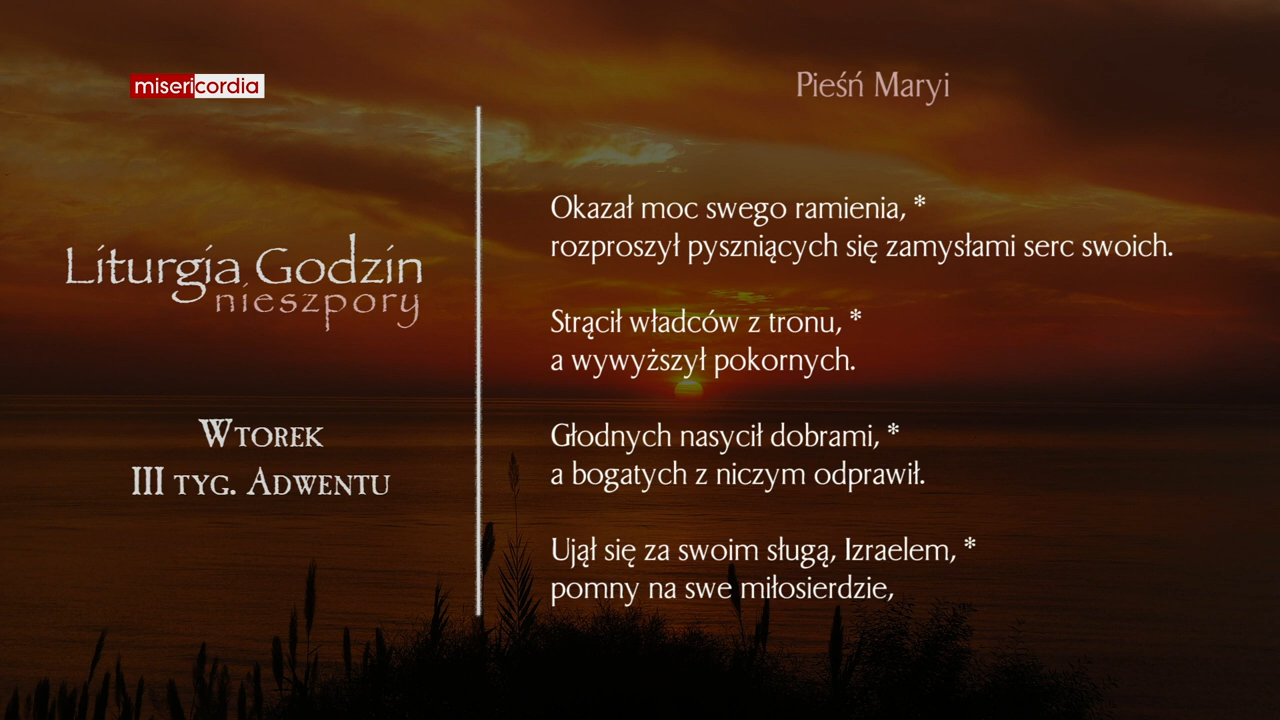 misericordia
Liturgia Godzin
nieszpory
Wtorek
III tyg. Adwentu
Pieśń Maryi
Okazał moc swego ramienia, *
rozproszył pyszniących się zamysłami serc swoich.
Strącił władców z tronu, *
a wywyższył pokornych.
Głodnych nasycił dobrami, *
a bogatych z niczym odprawił.
Ujął się za swoim sługą, Izraelem, *
pomny na swe miłosierdzie,